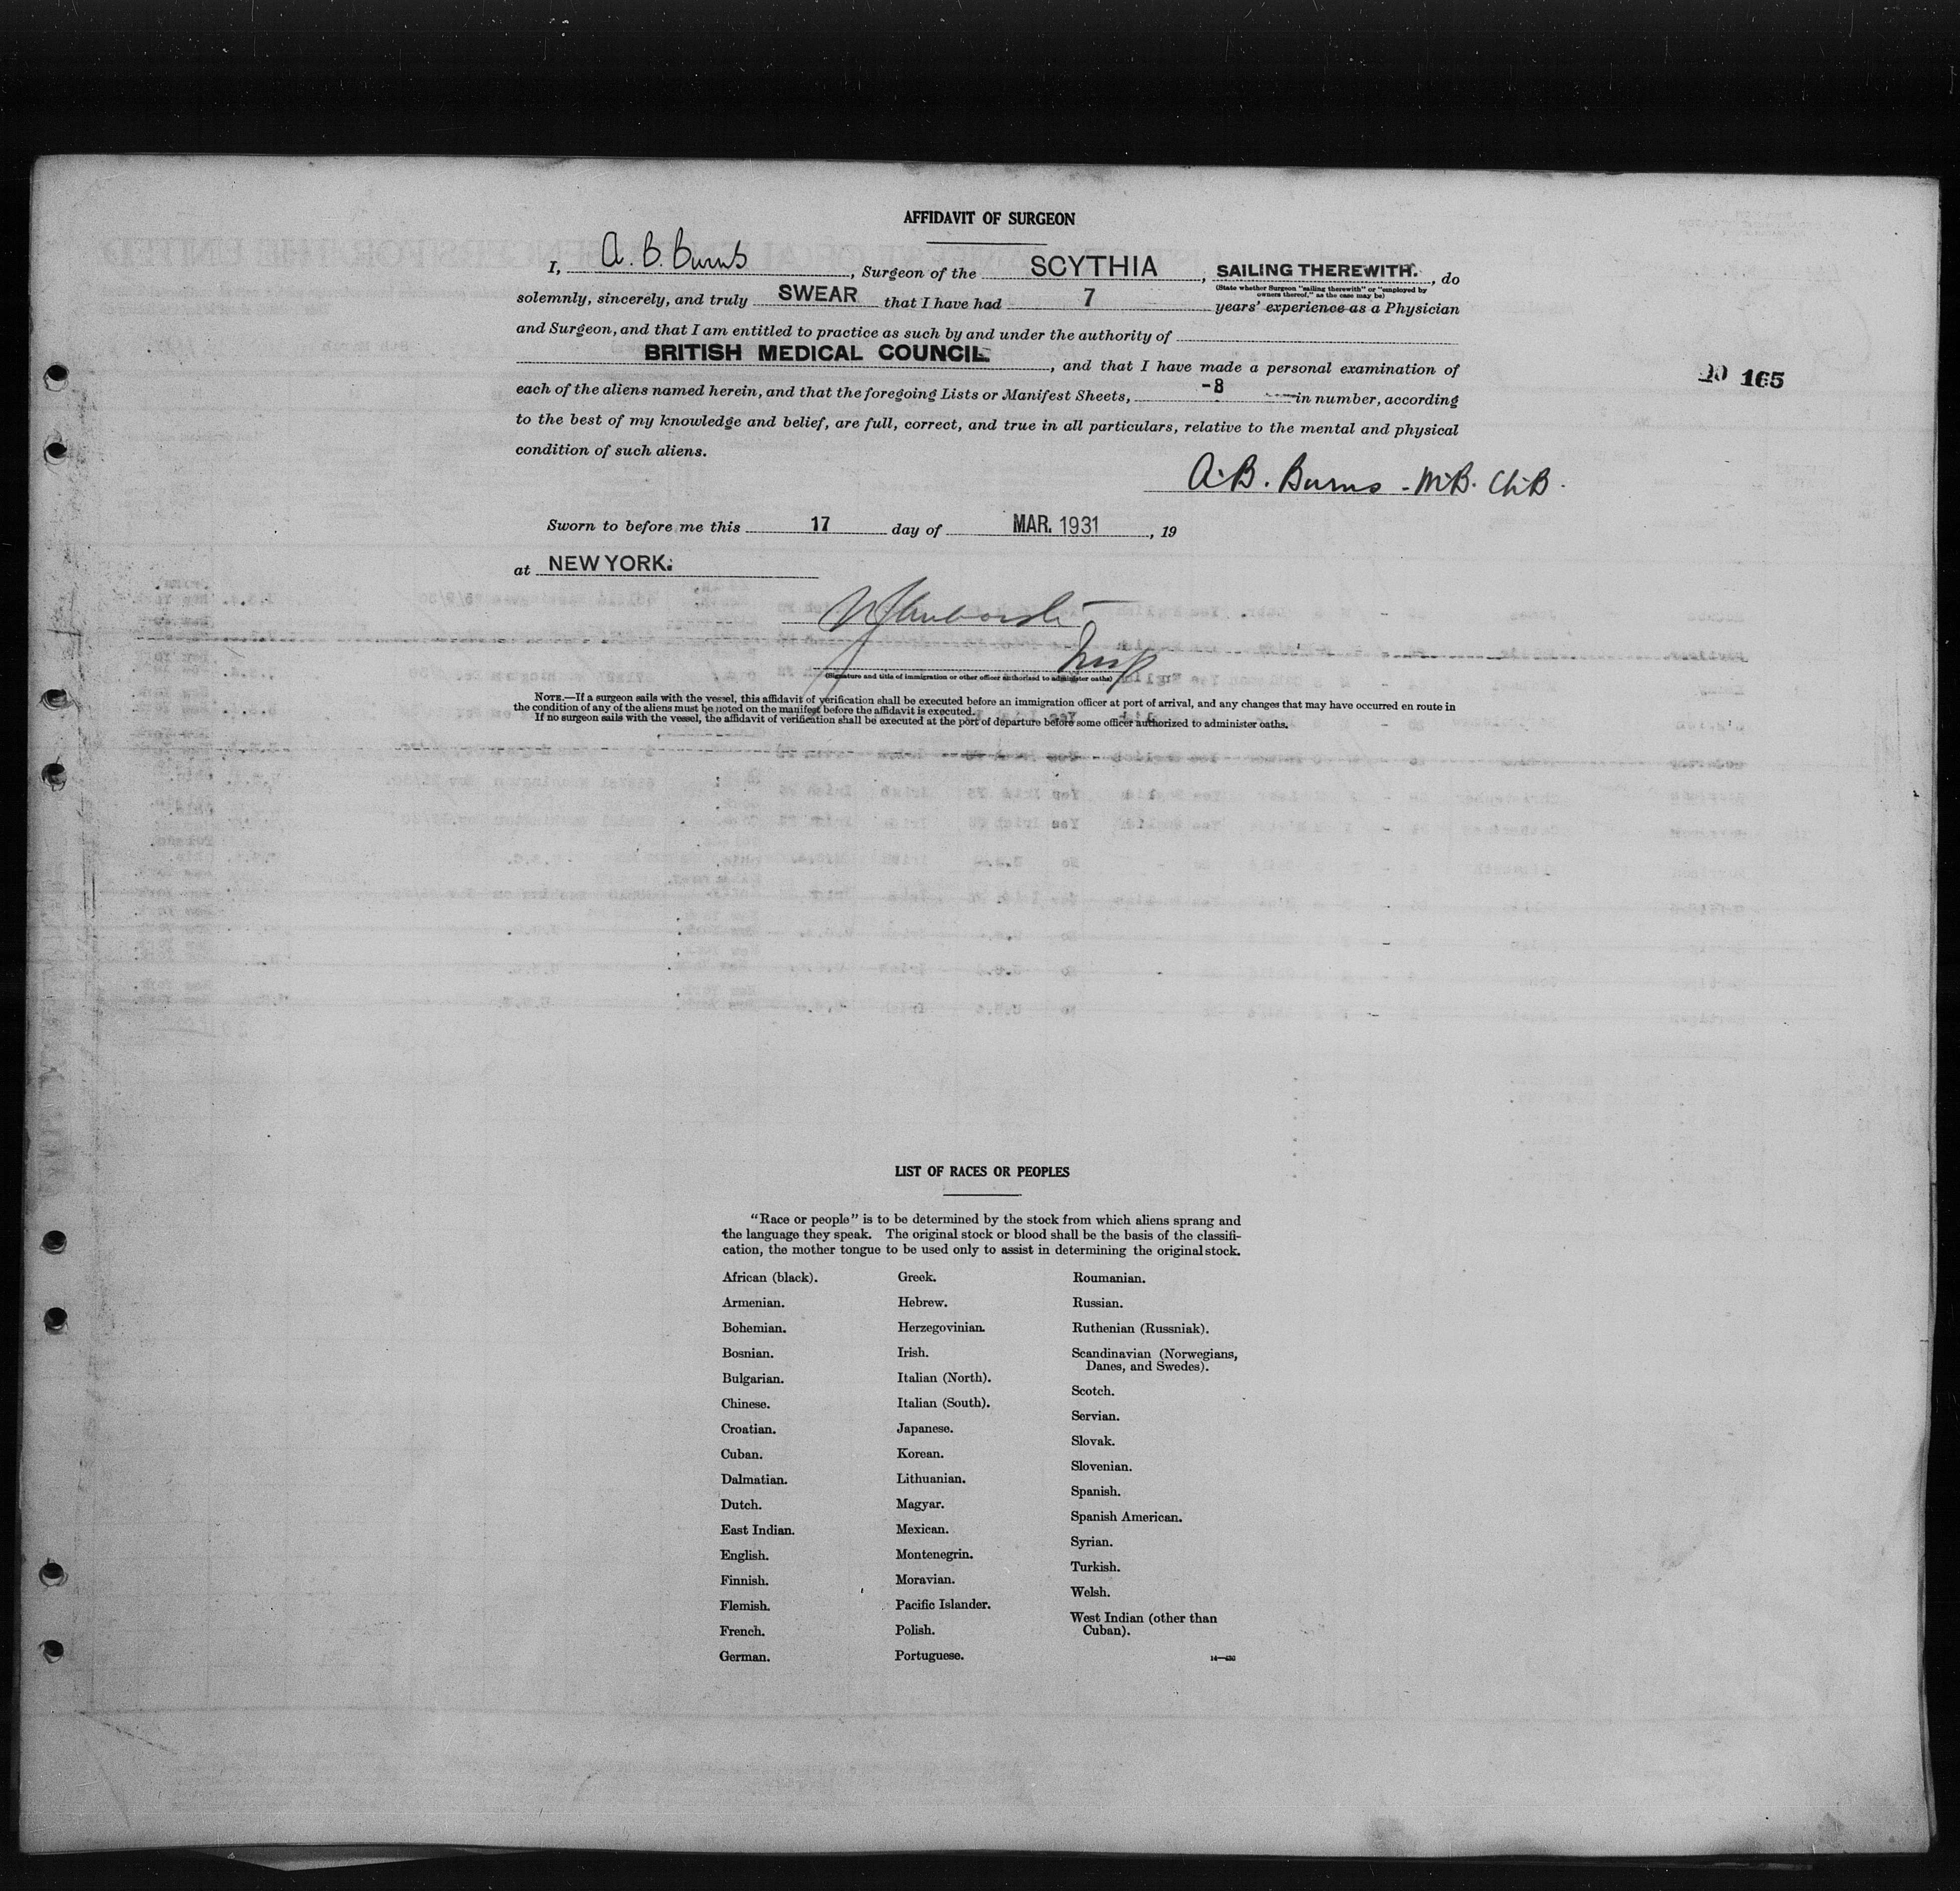 AFFIDAVIT OF SURGEON
I, A. B. Burns, Surgeon of the SCYTHIA, SAILING THEREWITH., do
(State whether Surgeon "sailing therewith" or "employed by
owners thereof," as the case may be)
solemnly, sincerely, and truly SWEAR that I have had 7 years' experience as a Physician
and Surgeon, and that I am entitled to practice as such by and under the authority of
BRITISH MEDICAL COUNCIL, and that I have made a personal examination of
each of the aliens named herein, and that the foregoing Lists or Manifest Sheets, -8 in number, according
165
to the best of my knowledge and belief, are full, correct, and true in all particulars, relative to the mental and physical
condition of such aliens.
A. B. Burns - M.B. Ch.B.
Sworn to before me this 17 day of MAR. 1931, 19
at NEW YORK.
Insp
(Signature and title of immigration or other officer authorized to administer oaths)
NOTE.—If a surgeon sails with the vessel, this affidavit of verification shall be executed before an immigration officer at port of arrival, and any changes that may have occurred en route in
the condition of any of the aliens must be noted on the manifest before the affidavit is executed.
If no surgeon sails with the vessel, the affidavit of verification shall be executed at the port of departure before some officer authorized to administer oaths.
LIST OF RACES OR PEOPLES
"Race or people" is to be determined by the stock from which aliens sprang and
the language they speak. The original stock or blood shall be the basis of the classifi-
cation, the mother tongue to be used only to assist in determining the original stock.
African (black).
Armenian.
Bohemian.
Bosnian.
Bulgarian.
Chinese.
Croatian.
Cuban.
Dalmatian.
Dutch.
East Indian.
English.
Finnish.
Flemish.
French.
German.
Greek.
Hebrew.
Herzegovinian.
Irish.
Italian (North).
Italian (South).
Japanese.
Korean.
Lithuanian.
Magyar.
Mexican.
Montenegrin.
Moravian.
Pacific Islander.
Polish.
Portuguese.
Roumanian.
Russian.
Ruthenian (Russniak).
Scandinavian (Norwegians,
Danes, and Swedes).
Scotch.
Servian.
Slovak.
Slovenian.
Spanish.
Spanish American.
Syrian.
Turkish.
Welsh.
West Indian (other than
Cuban).